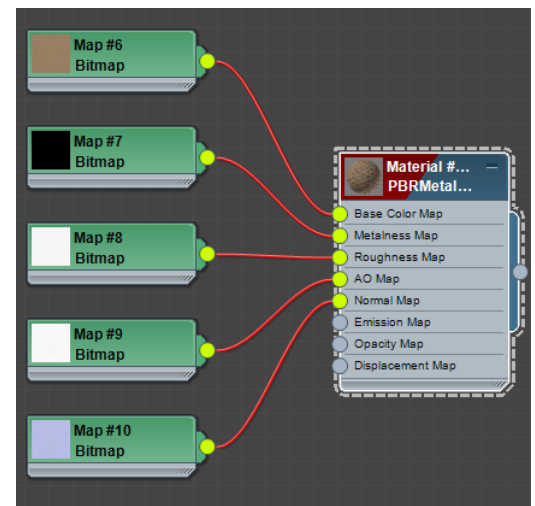 Map #6
Bitmap
Map #7
Bitmap
Map #8
Bitmap
Map #9
Bitmap
Map #10
Bitmap
Material #...
PBRMetal...
Base Color Map
Metalness Map
Roughness Map
AO Map
Normal Map
Emission Map
Opacity Map
Displacement Map